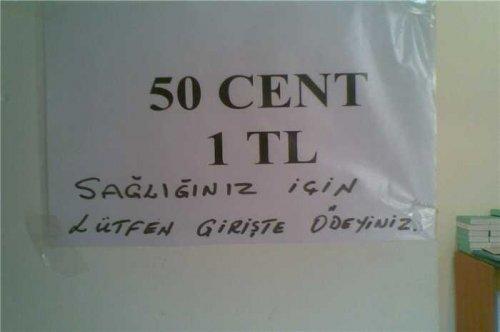 50 CENT
1 TL
SAĞLIĞINIZ İÇİN
LÜTFEN GİRİŞTE ÖDEYİNİZ.